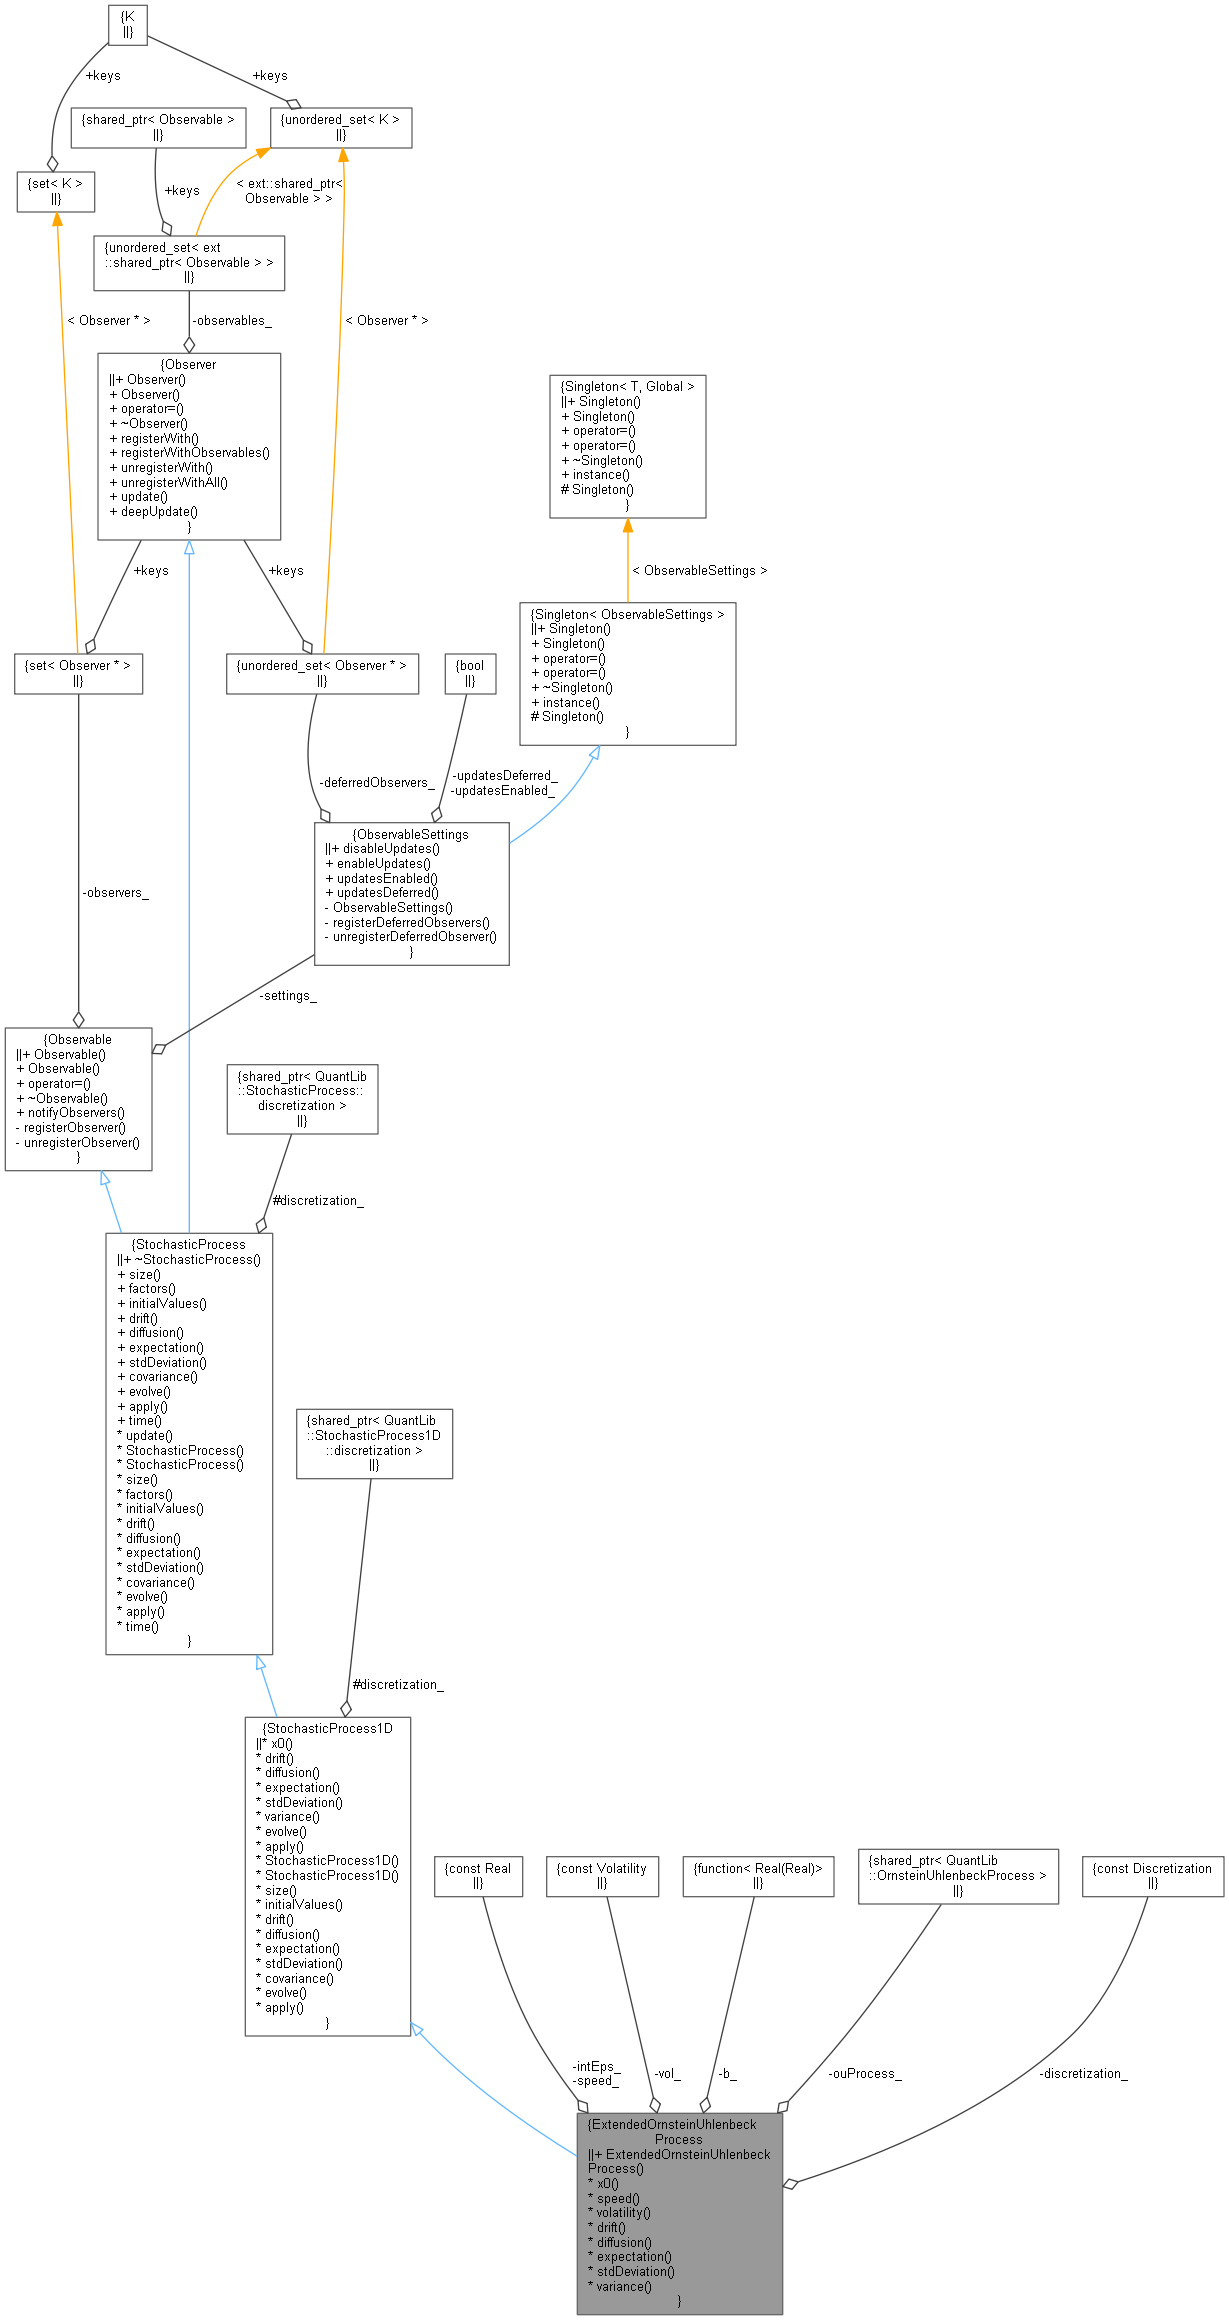 {K
||}
+keys
+keys
{shared_ptr< Observable >
||}
{unordered_set< K >
||}
{set< K >
||}
+keys
< ext::shared_ptr<
Observable > >
{unordered_set< ext
::shared_ptr< Observable > >
||}
< Observer * >
-observables_
< Observer * >
{Observer
||+ Observer()
+ Observer()
+ operator=()
+ ~Observer()
+ registerWith()
+ registerWithObservables()
+ unregisterWith()
+ unregisterWithAll()
+ update()
+ deepUpdate()
}
{Singleton< T, Global >
||+ Singleton()
+ Singleton()
+ operator=()
+ operator=()
+ ~Singleton()
+ instance()
# Singleton()
}
+keys
+keys
< ObservableSettings >
{Singleton< ObservableSettings >
||+ Singleton()
+ Singleton()
+ operator=()
+ operator=()
+ ~Singleton()
+ instance()
# Singleton()
}
{set< Observer * >
||}
{unordered_set< Observer * >
||}
{bool
||}
-deferredObservers_
-updatesDeferred_
-updatesEnabled_
{ObservableSettings
||+ disableUpdates()
+ enableUpdates()
+ updatesEnabled()
+ updatesDeferred()
- ObservableSettings()
- registerDeferredObservers()
- unregisterDeferredObserver()
}
-observers_
-settings_
{Observable
||+ Observable()
+ Observable()
+ operator=()
+ ~Observable()
+ notifyObservers()
- registerObserver()
- unregisterObserver()
}
{shared_ptr< QuantLib
::StochasticProcess::
discretization >
||}
#discretization_
{StochasticProcess
||+ ~StochasticProcess()
+ size()
+ factors()
+ initialValues()
+ drift()
+ diffusion()
+ expectation()
+ stdDeviation()
+ covariance()
+ evolve()
+ apply()
+ time()
* update()
* StochasticProcess()
* StochasticProcess()
* size()
* factors()
* initialValues()
* drift()
* diffusion()
* expectation()
* stdDeviation()
* covariance()
* evolve()
* apply()
* time()
}
{shared_ptr< QuantLib
::StochasticProcess1D
::discretization >
||}
#discretization_
{StochasticProcess1D
||* x0()
* drift()
* diffusion()
* expectation()
* stdDeviation()
* variance()
* evolve()
* apply()
* StochasticProcess1D()
* StochasticProcess1D()
* size()
* initialValues()
* drift()
* diffusion()
* expectation()
* stdDeviation()
* covariance()
* evolve()
* apply()
}
{const Real
||}
{const Volatility
||}
{function< Real(Real)>
||}
{shared_ptr< QuantLib
::OrnsteinUhlenbeckProcess >
||}
{const Discretization
||}
-intEps_
-speed_
-vol_
-b_
-ouProcess_
-discretization_
{ExtendedOrnsteinUhlenbeck
Process
||+ ExtendedOrnsteinUhlenbeck
Process()
* x0()
* speed()
* volatility()
* drift()
* diffusion()
* expectation()
* stdDeviation()
* variance()
}